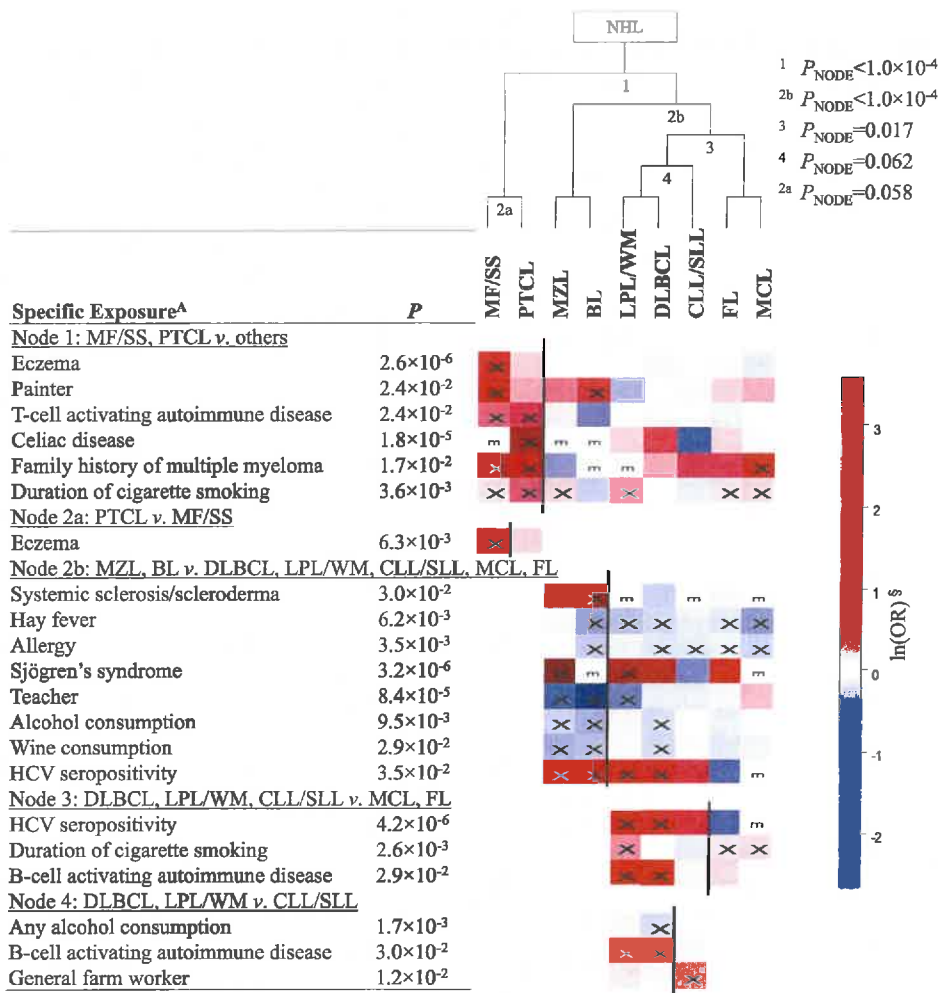 NHL
1
2b
3
4
2a
1 P_NODE<1.0×10-4
2b P_NODE<1.0×10-4
3 P_NODE=0.017
4 P_NODE=0.062
2a P_NODE=0.058
Specific Exposure^A P MF/SS PTCL MZL BL LPL/WM DLBCL CLL/SLL FL MCL
Node 1: MF/SS, PTCL v. others
Eczema 2.6×10-6 X
Painter 2.4×10-2 X X
T-cell activating autoimmune disease 2.4×10-2 X X
Celiac disease 1.8×10-5 E X E E
Family history of multiple myeloma 1.7×10-2 X X E E X
Duration of cigarette smoking 3.6×10-3 X X X X X X
Node 2a: PTCL v. MF/SS
Eczema 6.3×10-3 X
Node 2b: MZL, BL v. DLBCL, LPL/WM, CLL/SLL, MCL, FL
Systemic sclerosis/scleroderma 3.0×10-2 X E E E
Hay fever 6.2×10-3 X X X X X
Allergy 3.5×10-3 X X X X X
Sjögren's syndrome 3.2×10-6 X E X X E
Teacher 8.4×10-5 X X X
Alcohol consumption 9.5×10-3 X X X
Wine consumption 2.9×10-2 X X X
HCV seropositivity 3.5×10-2 X X X X E
Node 3: DLBCL, LPL/WM, CLL/SLL v. MCL, FL
HCV seropositivity 4.2×10-6 X X E
Duration of cigarette smoking 2.6×10-3 X X X
B-cell activating autoimmune disease 2.9×10-2 X X
Node 4: DLBCL, LPL/WM v. CLL/SLL
Any alcohol consumption 1.7×10-3 X
B-cell activating autoimmune disease 3.0×10-2 X X
General farm worker 1.2×10-2 X
3
2
1
0
-1
-2
ln(OR) §